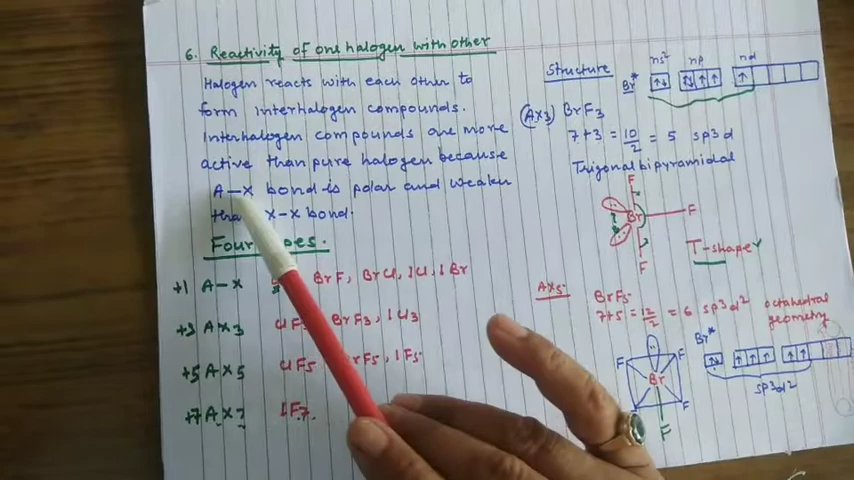 6. Reactivity of one halogen with other
Halogen reacts with each other to
form interhalogen compounds.
Interhalogen compounds are more
active than pure halogen because
A-X bond is polar and weaker
X-X bond.
Four
+1 A-X BrF, BrCl, ICl, IBr
+3 AX3 ClF3, BrF3, ICl3
+5 AX5 ClF5 BrF5, IF5
+7 AX7 IF7.
Structure
ns² np nd
Br*
(AX3) BrF3
7+3 = 10/2 = 5 sp3d
Trigonal bipyramidal
F
Br F
F
T-shape
AX5 BrF5
7+5 = 12/2 = 6 sp3d2 octahedral
geometry
Br*
F F
Br
F F
F
sp3d2